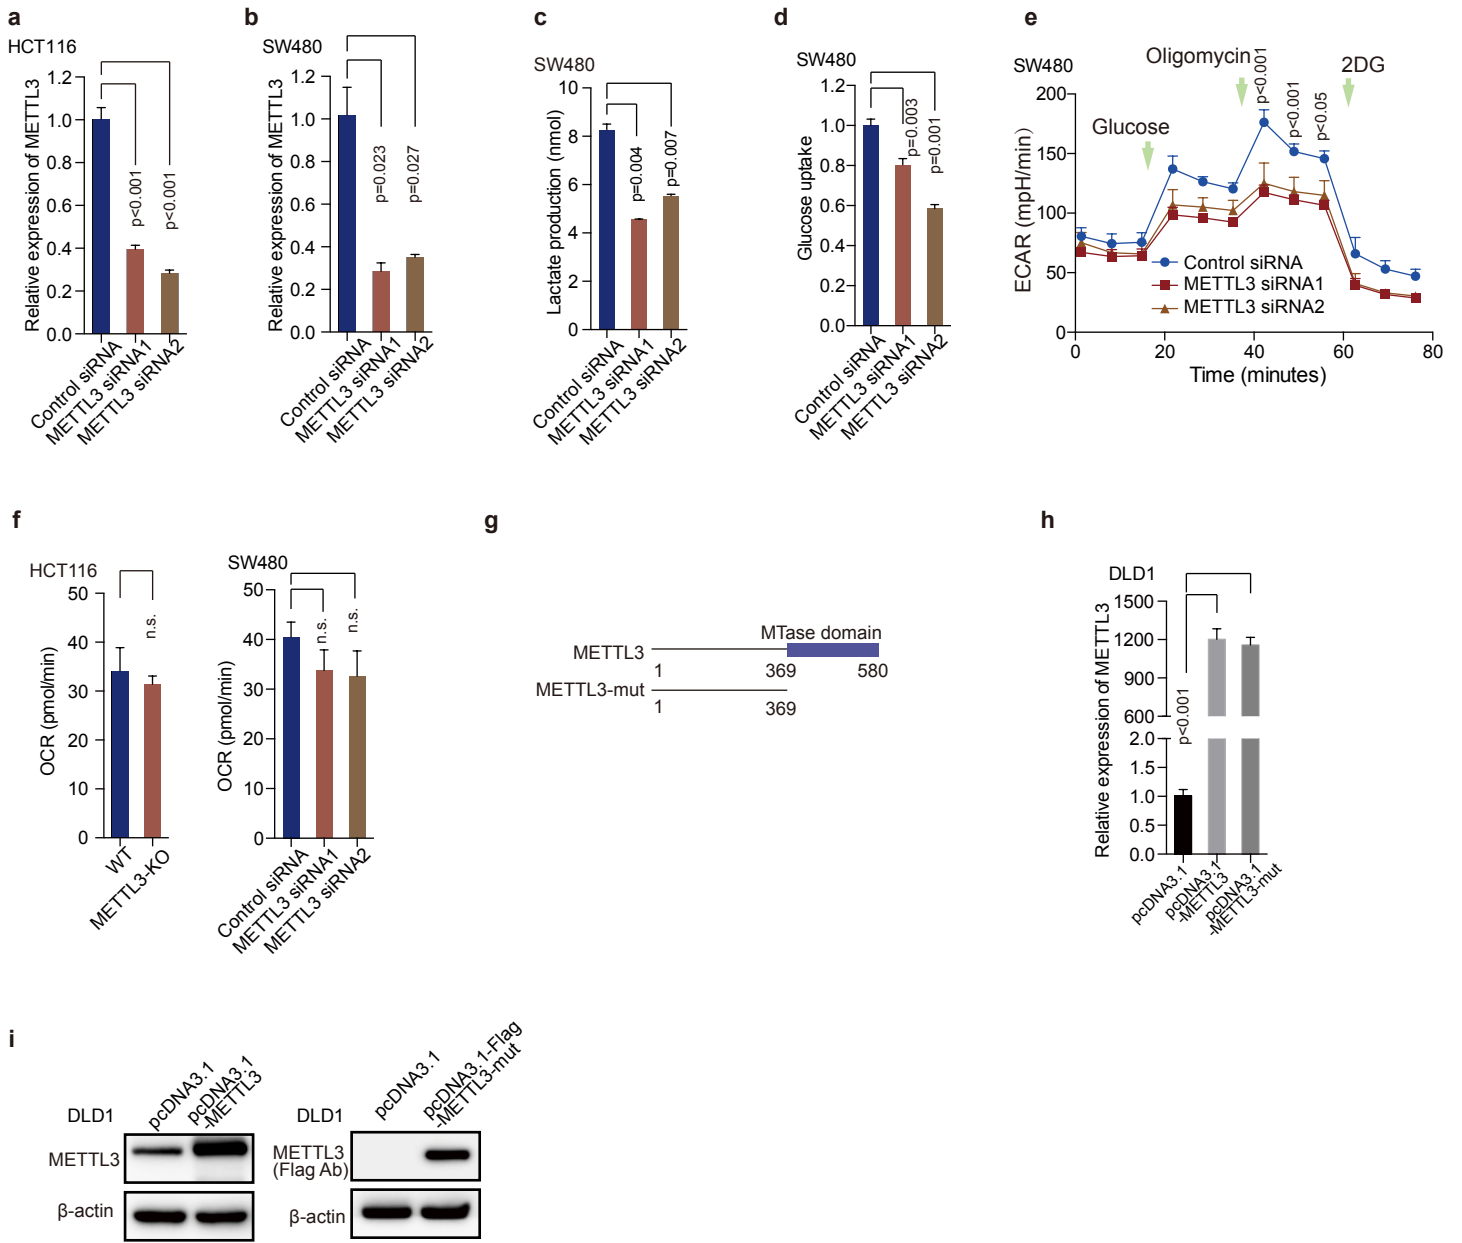 a
HCT116
Relative expression of METTL3
1.2
1.0
0.8
0.6
0.4
0.2
0.0
p<0.001
p<0.001
Control siRNA
METTL3 siRNA1
METTL3 siRNA2
b
SW480
Relative expression of METTL3
1.2
1.0
0.8
0.6
0.4
0.2
0.0
p=0.023
p=0.027
Control siRNA
METTL3 siRNA1
METTL3 siRNA2
c
SW480
Lactate production (nmol)
10
8
6
4
2
0
p=0.004
p=0.007
Control siRNA
METTL3 siRNA1
METTL3 siRNA2
d
SW480
Glucose uptake
1.2
1.0
0.8
0.6
0.4
0.2
0.0
p=0.003
p=0.001
Control siRNA
METTL3 siRNA1
METTL3 siRNA2
e
SW480
ECAR (mpH/min)
200
150
100
50
0
Glucose
Oligomycin
2DG
p<0.001
p<0.001
p<0.05
Control siRNA
METTL3 siRNA1
METTL3 siRNA2
0
20
40
60
80
Time (minutes)
f
HCT116
OCR (pmol/min)
50
40
30
20
10
0
n.s.
WT
METTL3-KO
SW480
OCR (pmol/min)
50
40
30
20
10
0
n.s.
n.s.
Control siRNA
METTL3 siRNA1
METTL3 siRNA2
g
MTase domain
METTL3
1
369
580
METTL3-mut
1
369
h
DLD1
Relative expression of METTL3
1500
1200
900
600
2.0
1.5
1.0
0.5
0.0
p<0.001
pcDNA3.1
pcDNA3.1
-METTL3
pcDNA3.1
-METTL3-mut
i
DLD1
pcDNA3.1
pcDNA3.1
-METTL3
METTL3
β-actin
DLD1
pcDNA3.1
pcDNA3.1-Flag
-METTL3-mut
METTL3
(Flag Ab)
β-actin